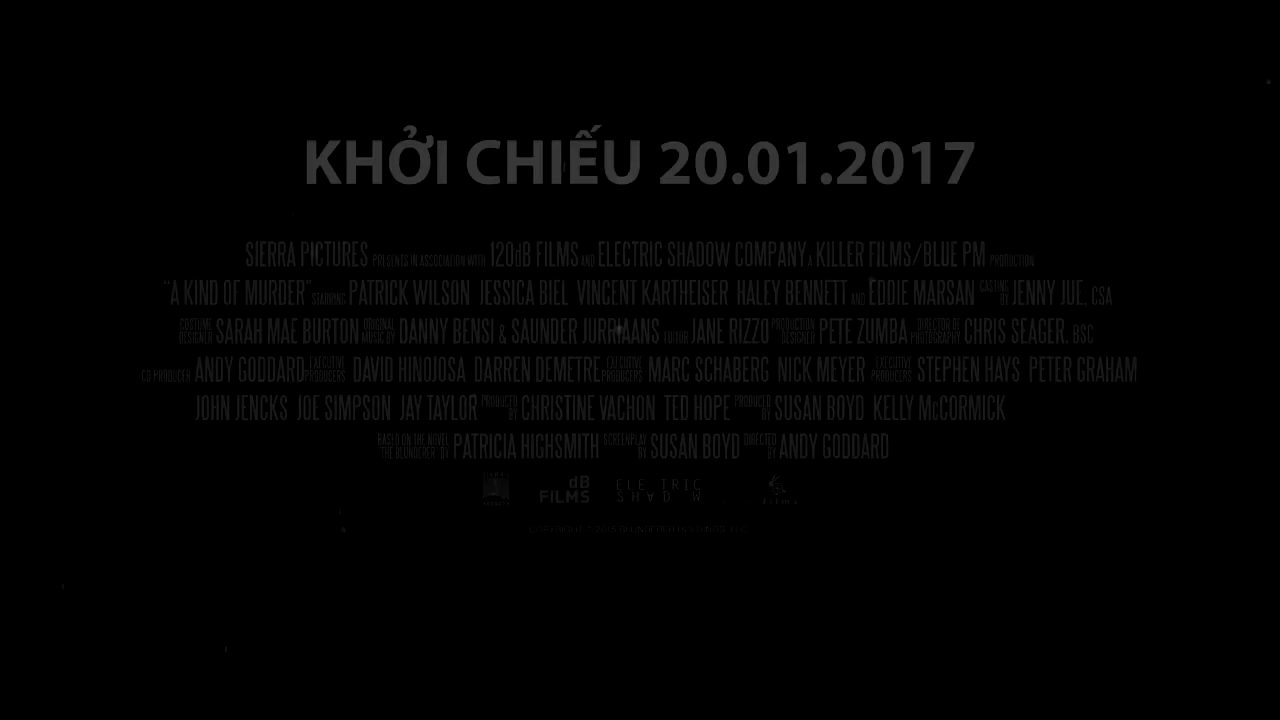 KHỞI CHIẾU 20.01.2017
SIERRA PICTURES PRESENTS IN ASSOCIATION WITH 120dB FILMS AND ELECTRIC SHADOW COMPANY A KILLER FILMS/BLUE PM PRODUCTION
"A KIND OF MURDER" STARRING PATRICK WILSON JESSICA BIEL VINCENT KARTHEISER HALEY BENNETT AND EDDIE MARSAN CASTING BY JENNY JUE, CSA
COSTUME DESIGNER SARAH MAE BURTON ORIGINAL MUSIC BY DANNY BENSI & SAUNDER JURRIAANS EDITOR JANE RIZZO PRODUCTION DESIGNER PETE ZUMBA DIRECTOR OF PHOTOGRAPHY CHRIS SEAGER, BSC
CO PRODUCER ANDY GODDARD EXECUTIVE PRODUCERS DAVID HINOJOSA DARREN DEMETRE EXECUTIVE PRODUCERS MARC SCHABERG NICK MEYER EXECUTIVE PRODUCERS STEPHEN HAYS PETER GRAHAM
JOHN JENCKS JOE SIMPSON JAY TAYLOR PRODUCED BY CHRISTINE VACHON TED HOPE PRODUCED BY SUSAN BOYD KELLY McCORMICK
BASED ON THE NOVEL "THE BLUNDERER" BY PATRICIA HIGHSMITH SCREENPLAY BY SUSAN BOYD DIRECTED BY ANDY GODDARD
dB FILMS
films